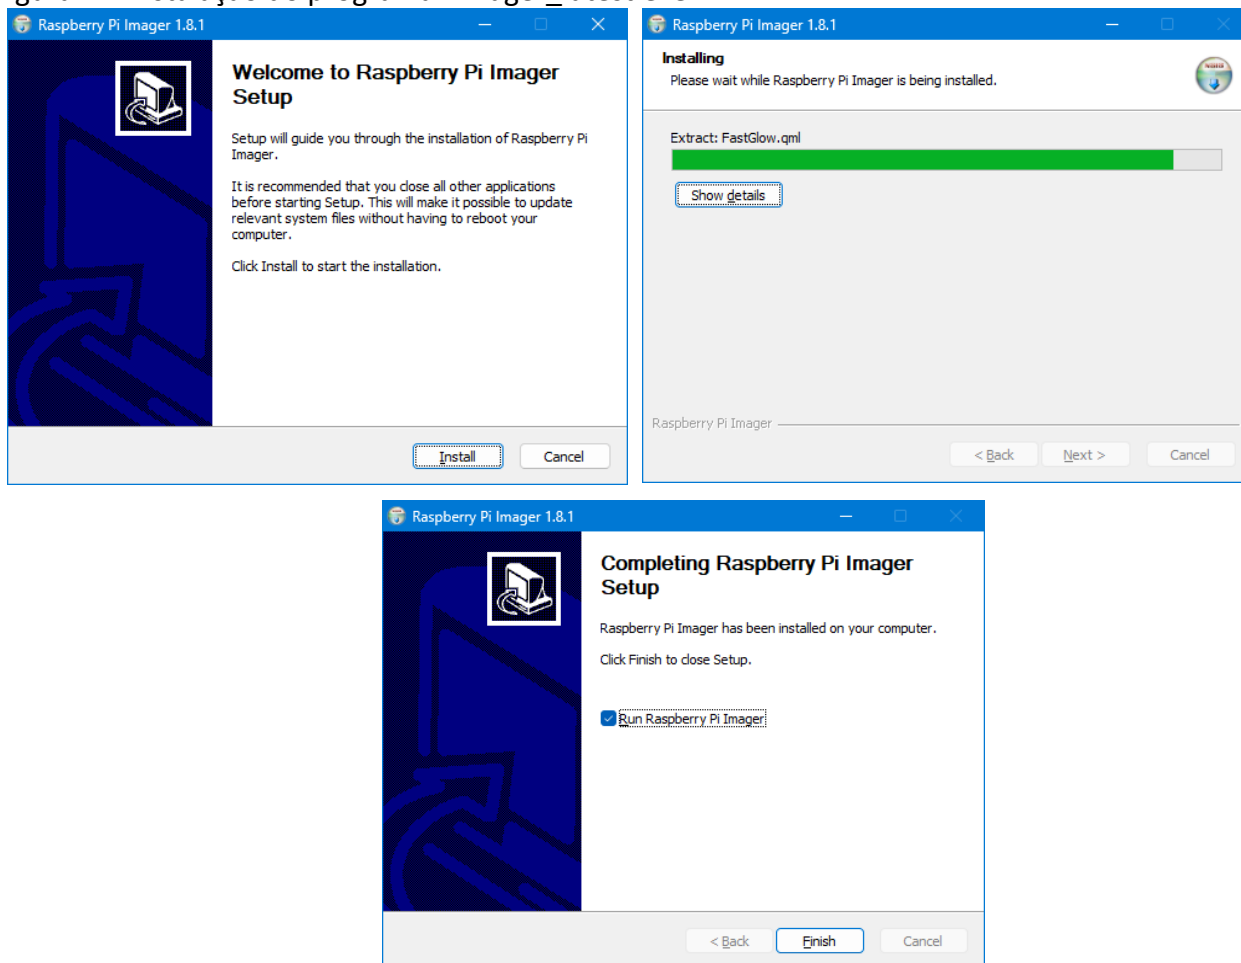 Raspberry Pi Imager 1.8.1
Welcome to Raspberry Pi Imager
Setup
Setup will guide you through the installation of Raspberry Pi
Imager.
It is recommended that you close all other applications
before starting Setup. This will make it possible to update
relevant system files without having to reboot your
computer.
Click Install to start the installation.
Install
Cancel
Raspberry Pi Imager 1.8.1
Installing
Please wait while Raspberry Pi Imager is being installed.
Extract: FastGlow.qml
Show details
Raspberry Pi Imager
< Back
Next >
Cancel
Raspberry Pi Imager 1.8.1
Completing Raspberry Pi Imager
Setup
Raspberry Pi Imager has been installed on your computer.
Click Finish to close Setup.
Run Raspberry Pi Imager
< Back
Finish
Cancel